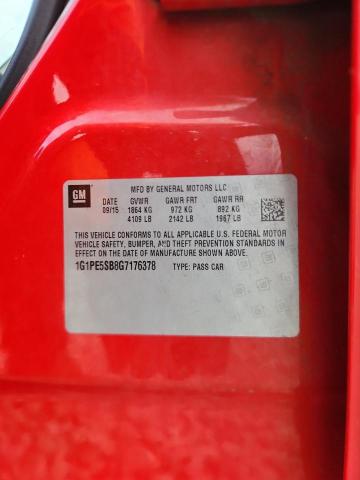 GM
MFD BY GENERAL MOTORS LLC
DATE GVWR GAWR FRT GAWR RR
09/15 1864 KG 972 KG 892 KG
4109 LB 2142 LB 1967 LB
THIS VEHICLE CONFORMS TO ALL APPLICABLE U.S. FEDERAL MOTOR
VEHICLE SAFETY, BUMPER, AND THEFT PREVENTION STANDARDS IN
EFFECT ON THE DATE OF MANUFACTURE SHOWN ABOVE.
1G1PE5SB8G7176378 TYPE: PASS CAR